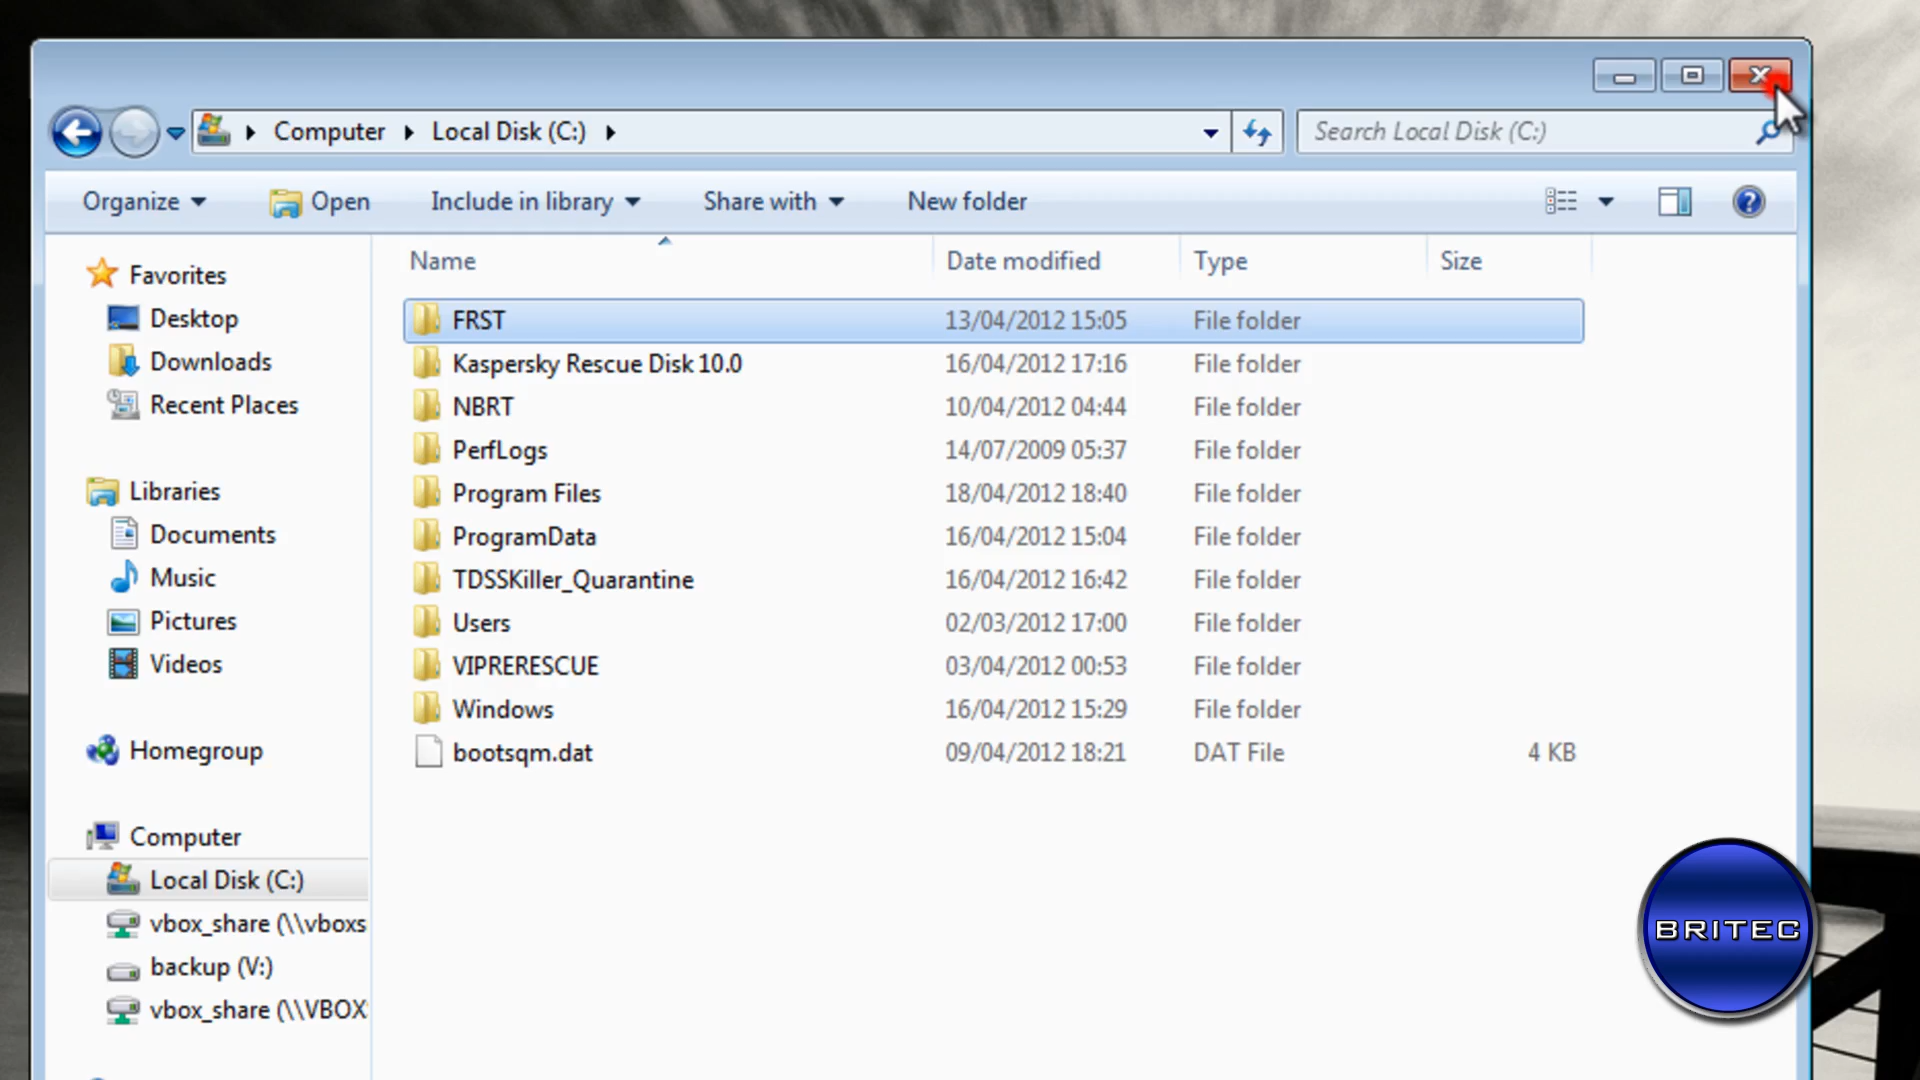 Computer Local Disk (C:) Search Local Disk (C:)
Organize Open Include in library Share with New folder
Name Date modified Type Size
Favorites
Desktop
Downloads
Recent Places
Libraries
Documents
Music
Pictures
Videos
Homegroup
Computer
Local Disk (C:)
vbox_share (\\vboxs
backup (V:)
vbox_share (\\VBOX
FRST 13/04/2012 15:05 File folder
Kaspersky Rescue Disk 10.0 16/04/2012 17:16 File folder
NBRT 10/04/2012 04:44 File folder
PerfLogs 14/07/2009 05:37 File folder
Program Files 18/04/2012 18:40 File folder
ProgramData 16/04/2012 15:04 File folder
TDSSKiller_Quarantine 16/04/2012 16:42 File folder
Users 02/03/2012 17:00 File folder
VIPRERESCUE 03/04/2012 00:53 File folder
Windows 16/04/2012 15:29 File folder
bootsqm.dat 09/04/2012 18:21 DAT File 4 KB
BRITEC